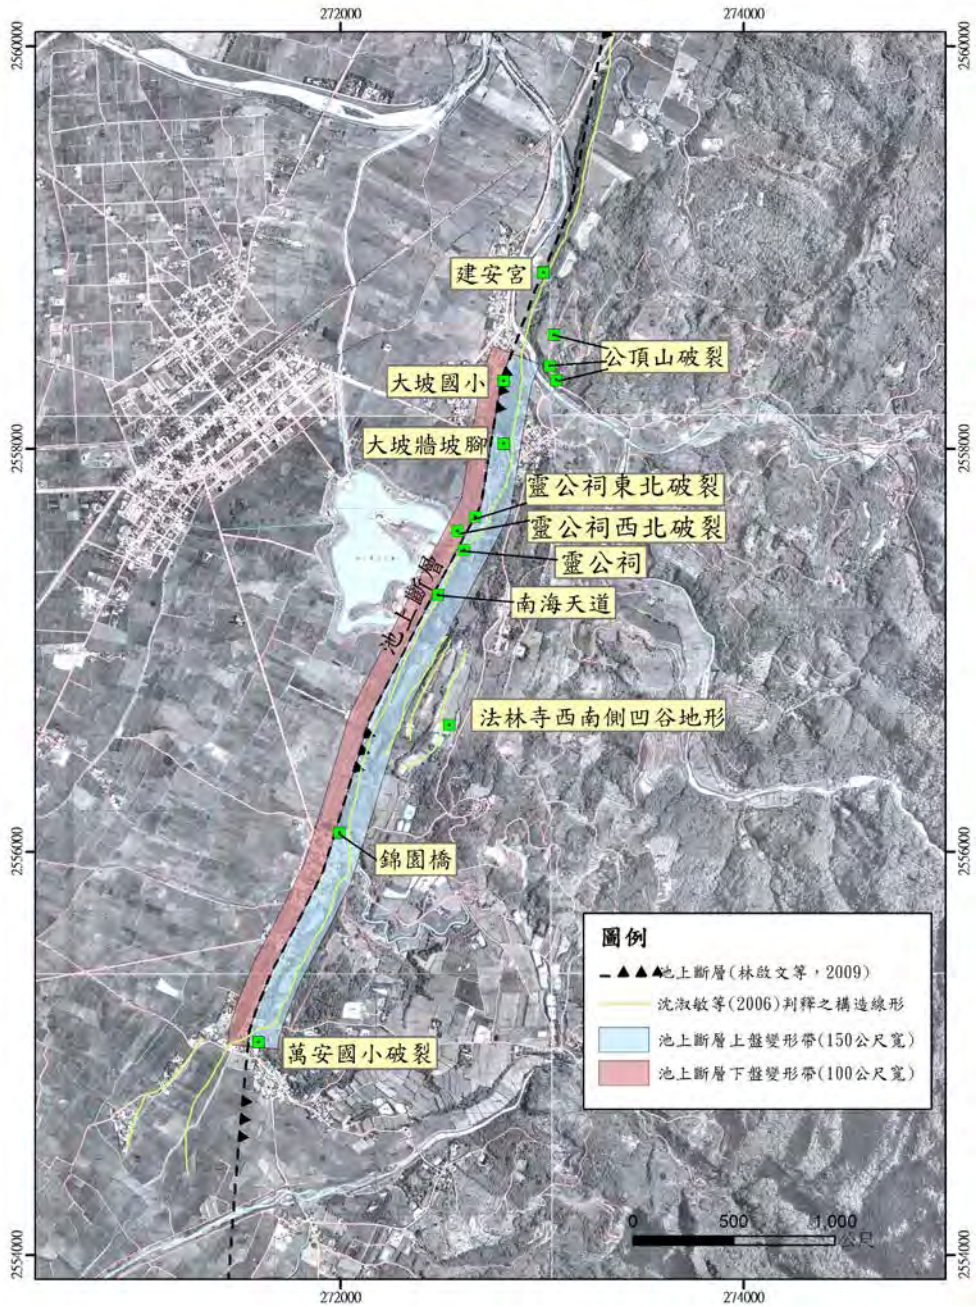 272000
274000
2560000
2560000
建安宮
公頂山破裂
大坡國小
大坡牆坡腳
2558000
2558000
靈公祠東北破裂
靈公祠西北破裂
靈公祠
池上斷層
南海天道
法林寺西南側凹谷地形
2556000
2556000
錦園橋
圖例
池上斷層(林啟文等，2009)
沈淑敏等(2006)判釋之構造線形
池上斷層上盤變形帶(150公尺寬)
池上斷層下盤變形帶(100公尺寬)
萬安國小破裂
0 500 1,000
公尺
2554000
2554000
272000
274000